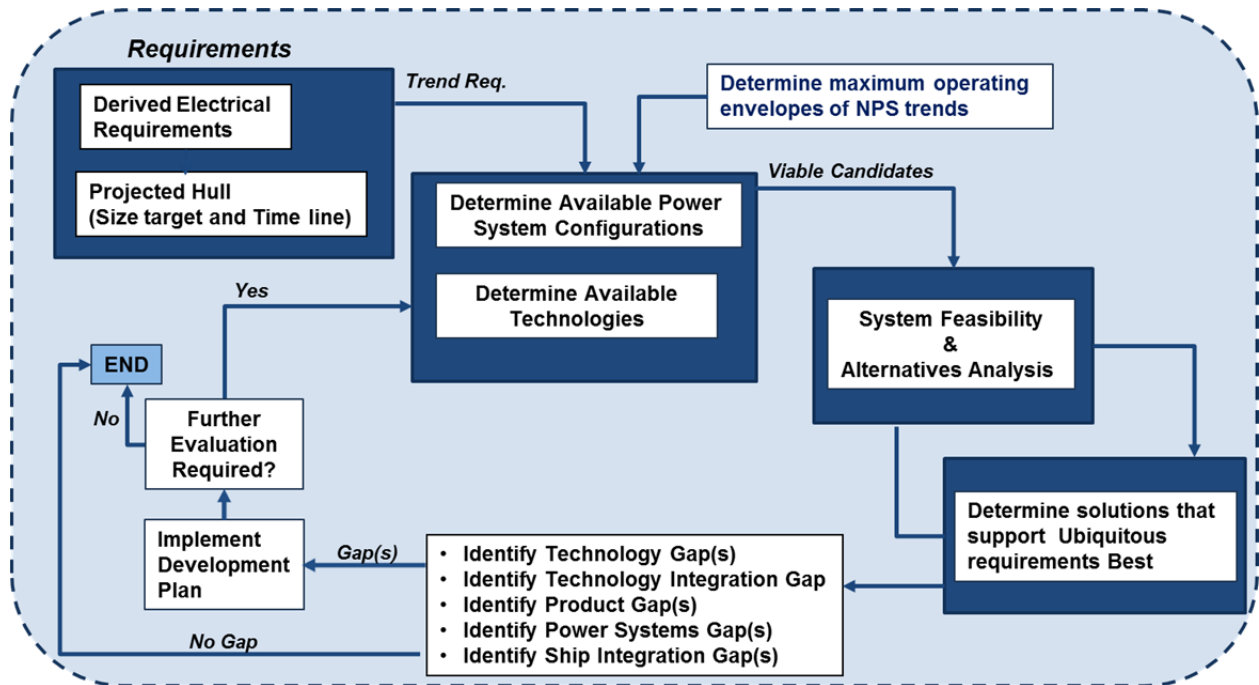 Requirements
Derived Electrical
Requirements
Projected Hull
(Size target and Time line)
Trend Req.
Determine maximum operating
envelopes of NPS trends
Determine Available Power
System Configurations
Determine Available
Technologies
Viable Candidates
System Feasibility
&
Alternatives Analysis
Determine solutions that
support Ubiquitous
requirements Best
• Identify Technology Gap(s)
• Identify Technology Integration Gap
• Identify Product Gap(s)
• Identify Power Systems Gap(s)
• Identify Ship Integration Gap(s)
Gap(s)
No Gap
Implement
Development
Plan
Further
Evaluation
Required?
Yes
No
END